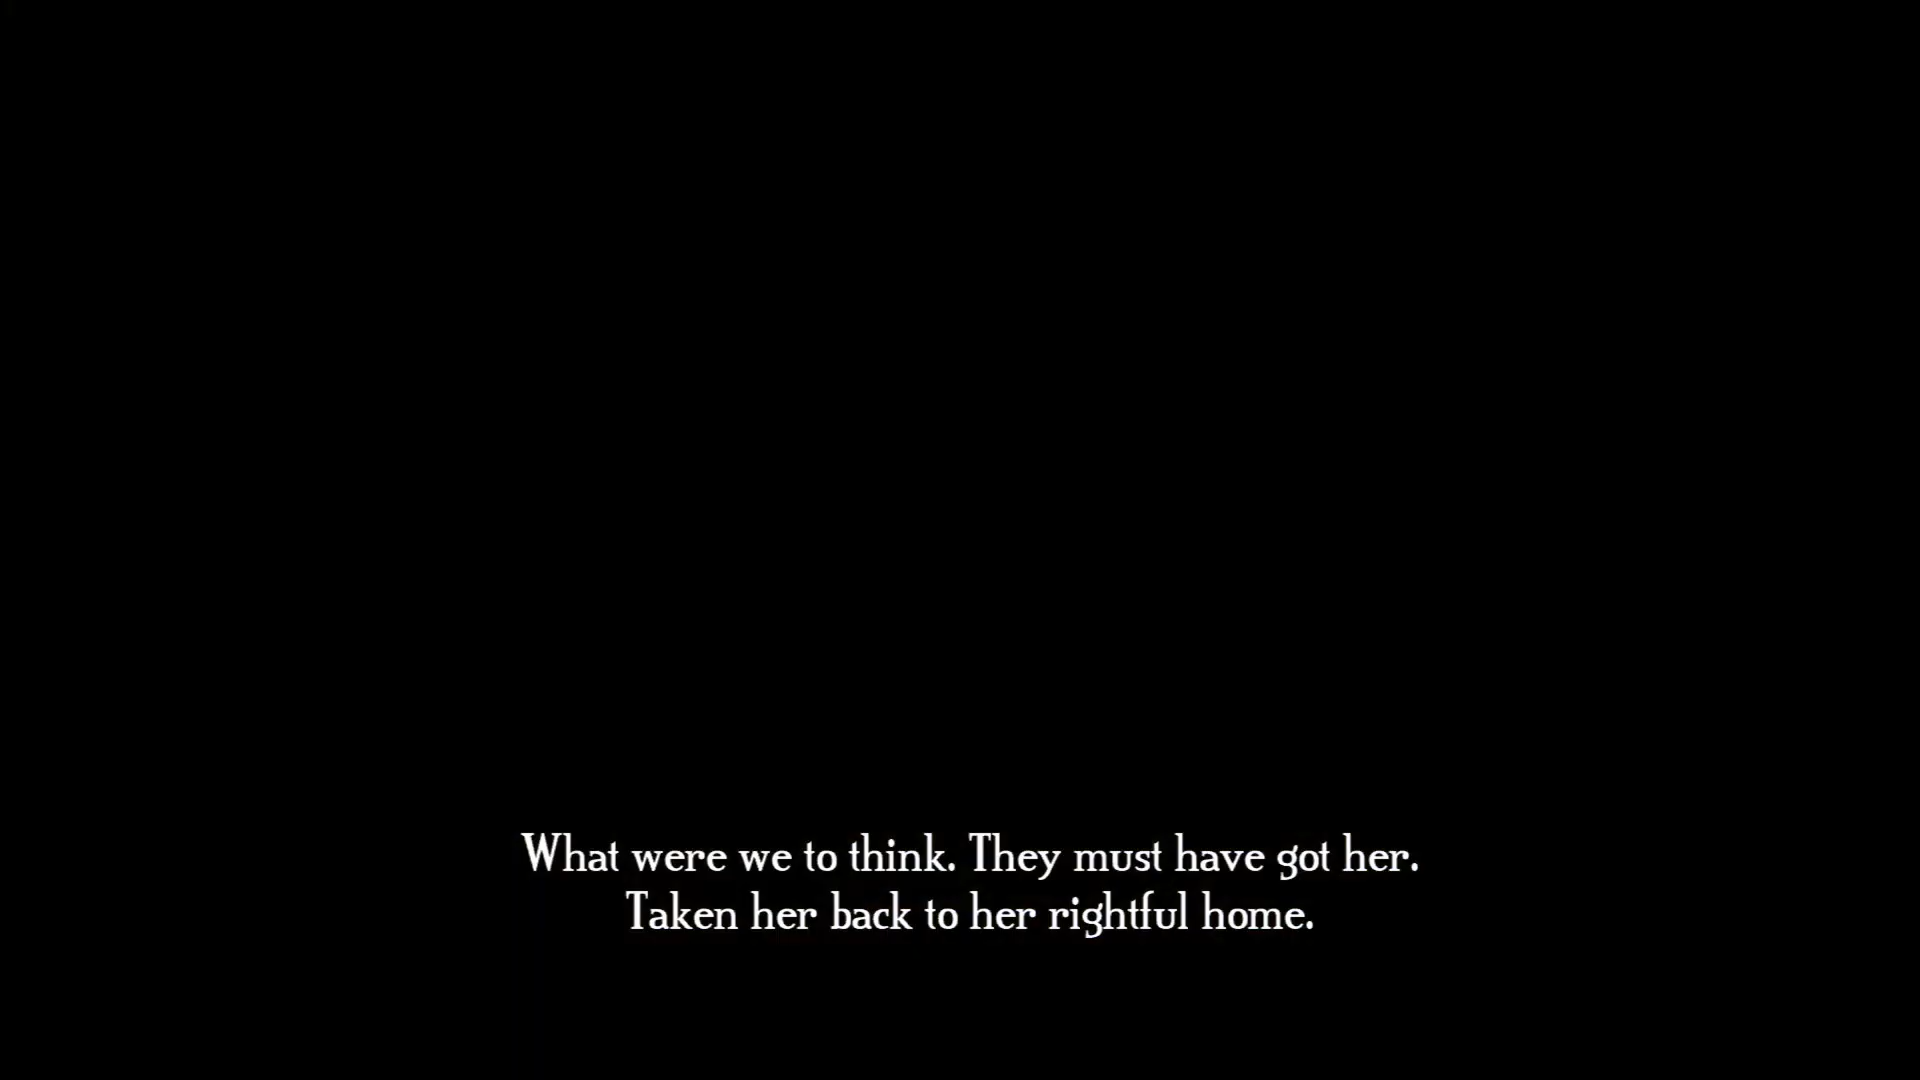 What were we to think. They must have got her.
Taken her back to her rightful home.